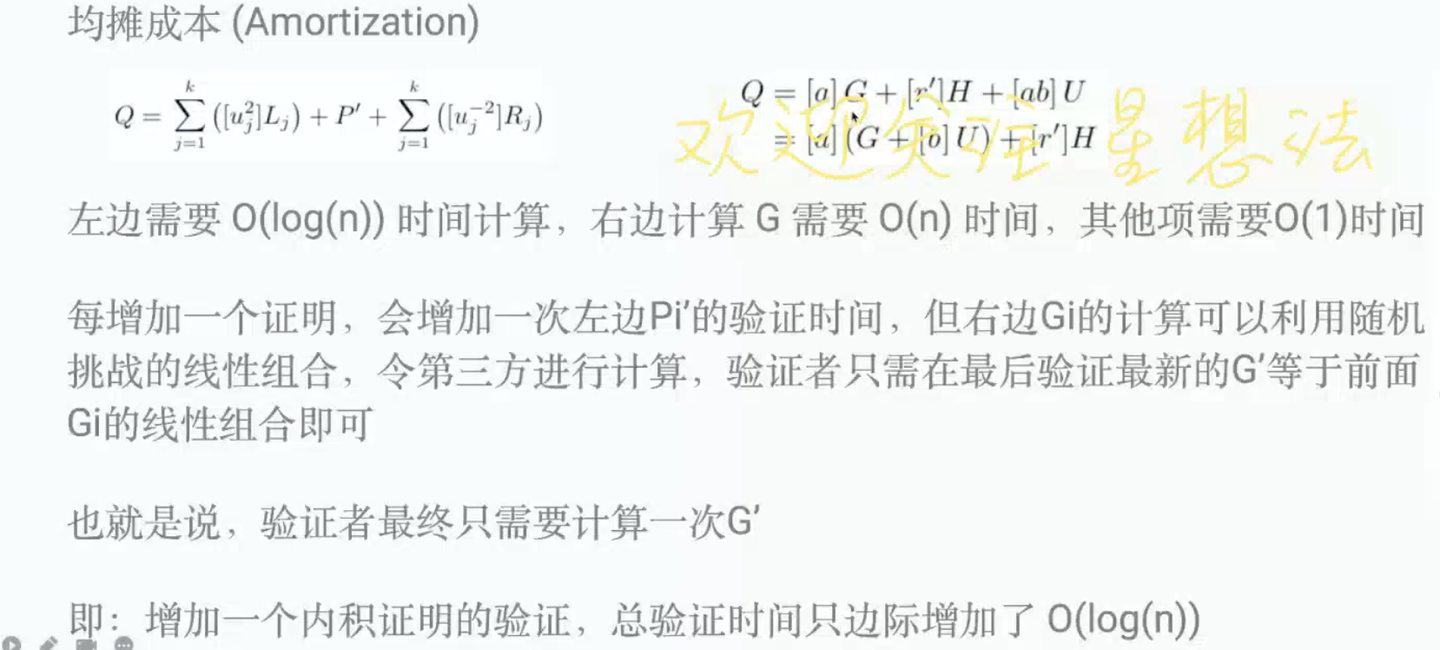 均摊成本 (Amortization)
Q = \sum_{j=1}^{k} ([u_j^2]L_j) + P' + \sum_{j=1}^{k} ([u_j^{-2}]R_j)
Q = [a] G + [r']H + [ab] U
= [a] (G + [b] U) + [r']H
欢迎关注星想法
左边需要 O(log(n)) 时间计算，右边计算 G 需要 O(n) 时间，其他项需要O(1)时间
每增加一个证明，会增加一次左边Pi’的验证时间，但右边Gi的计算可以利用随机
挑战的线性组合，令第三方进行计算，验证者只需在最后验证最新的G’等于前面
Gi的线性组合即可
也就是说，验证者最终只需要计算一次G’
即：增加一个内积证明的验证，总验证时间只边际增加了 O(log(n))